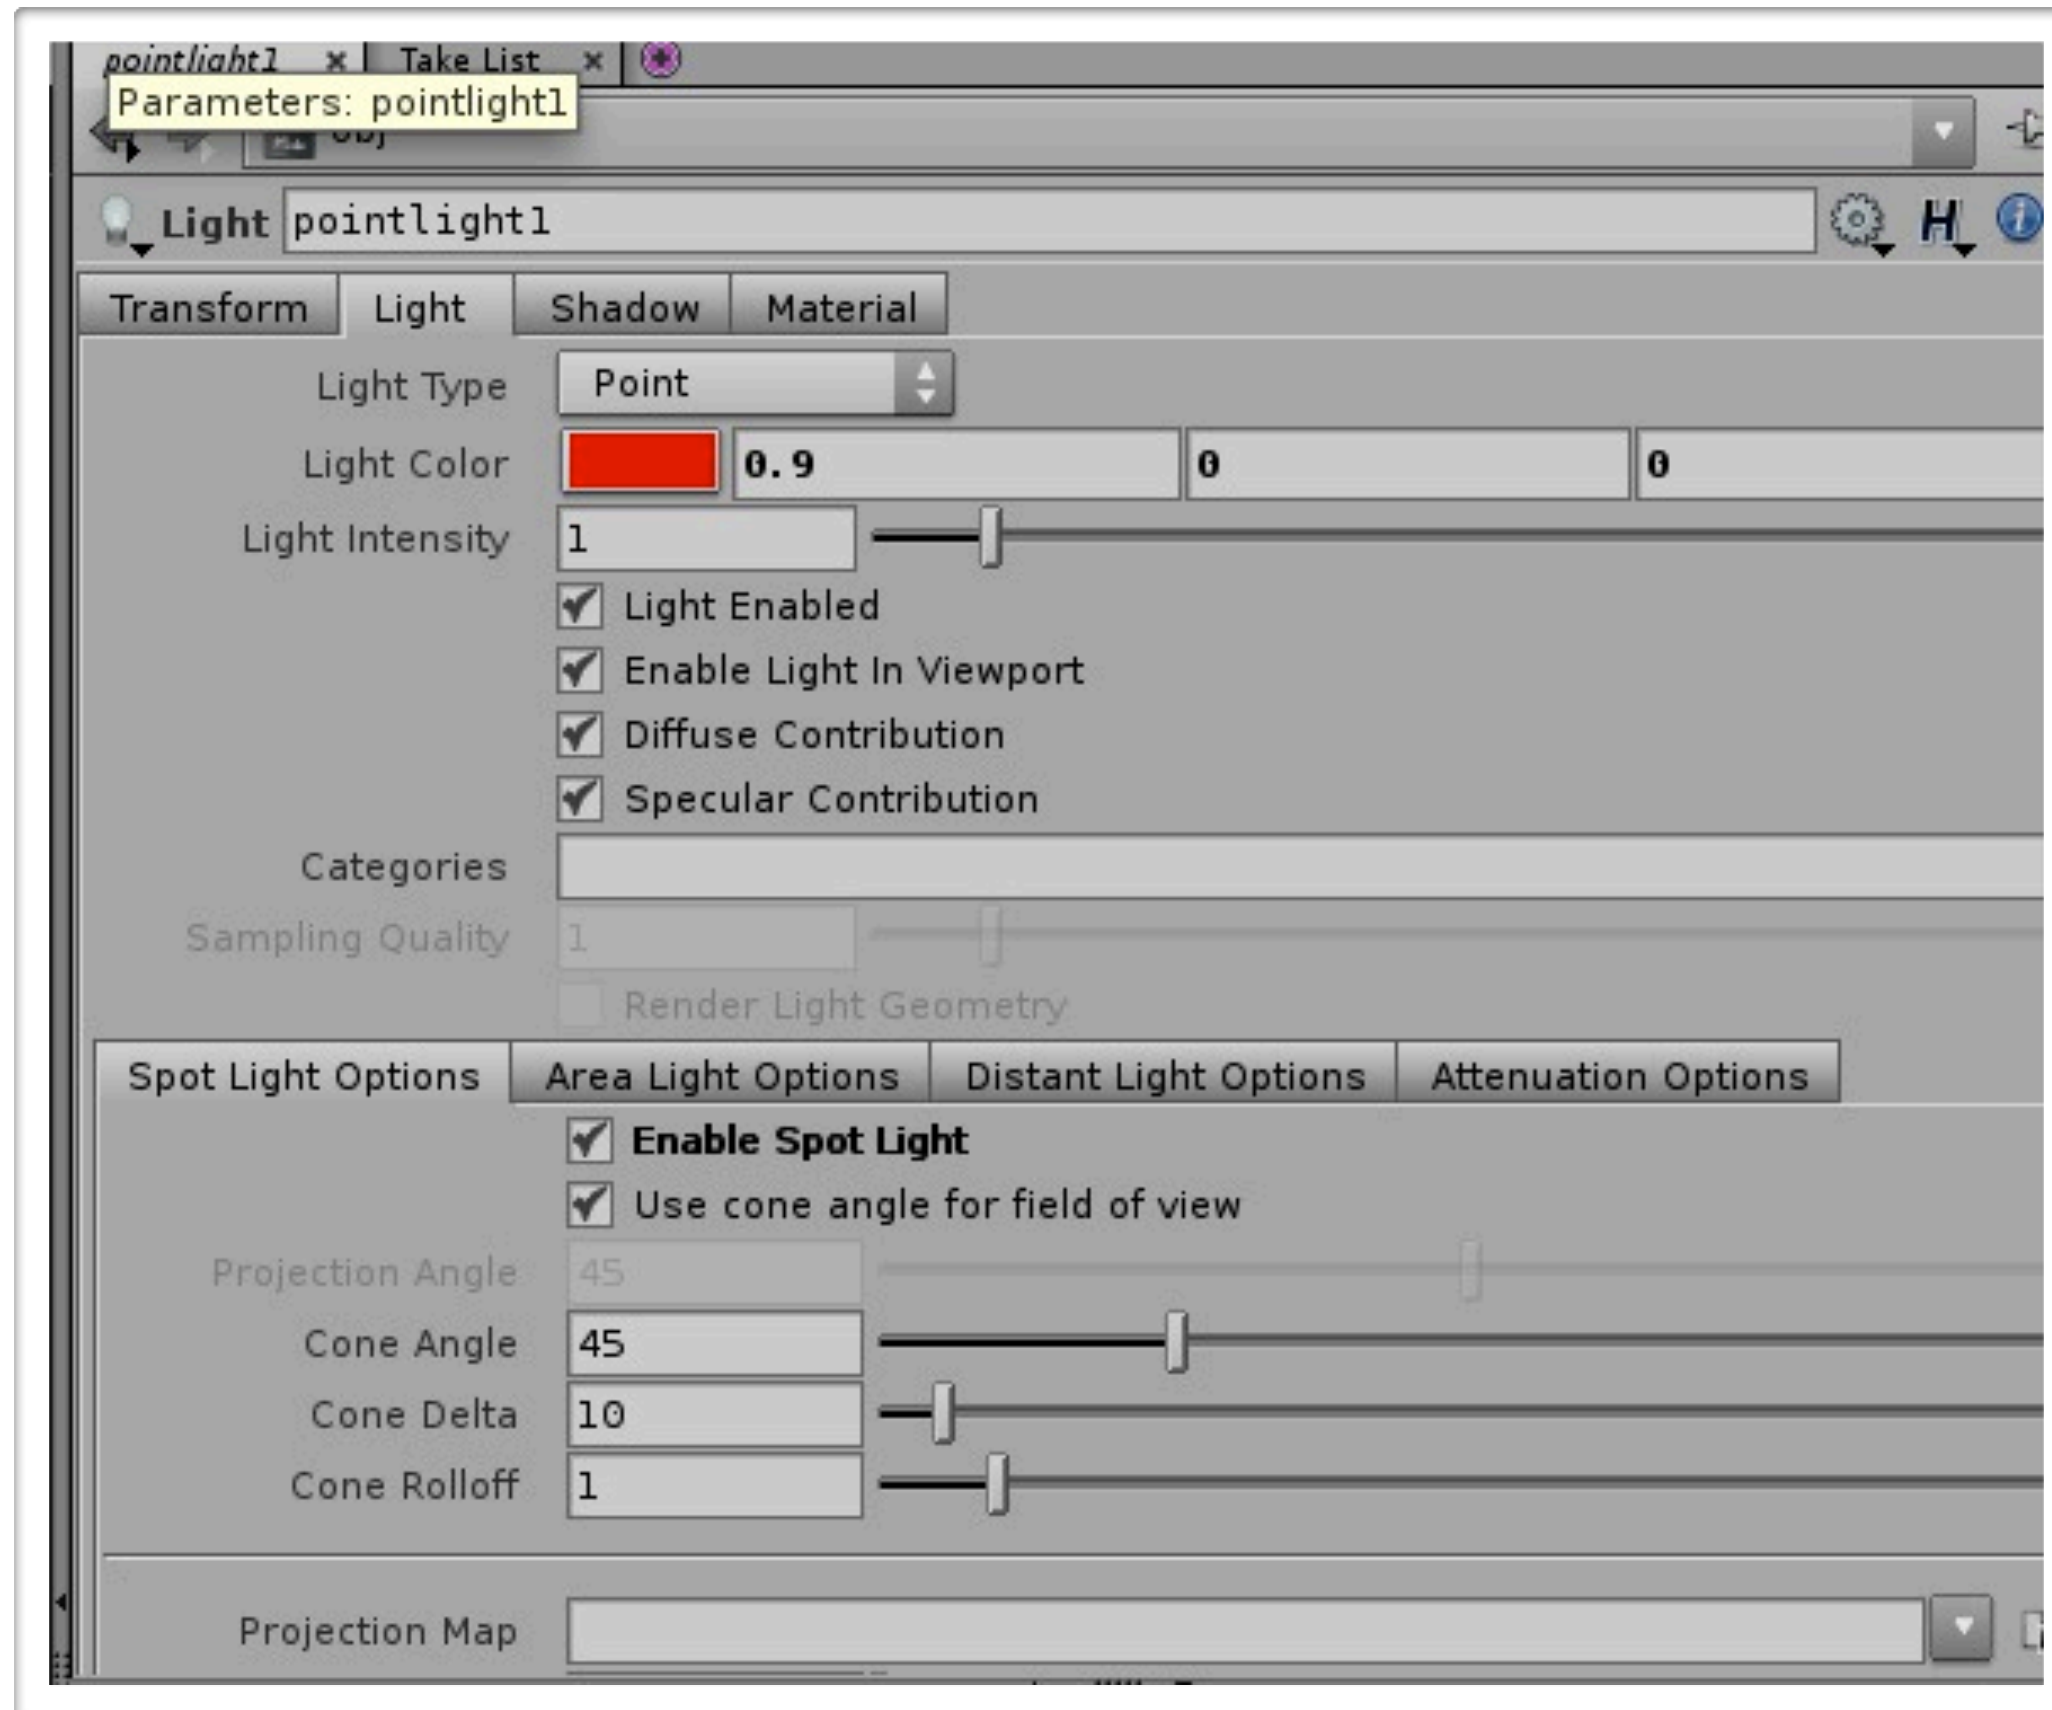 pointlight1 Take List
Parameters: pointlight1
obj
Light pointlight1
Transform Light Shadow Material
Light Type Point
Light Color 0.9 0 0
Light Intensity 1
Light Enabled
Enable Light In Viewport
Diffuse Contribution
Specular Contribution
Categories
Sampling Quality 1
Render Light Geometry
Spot Light Options Area Light Options Distant Light Options Attenuation Options
Enable Spot Light
Use cone angle for field of view
Projection Angle 45
Cone Angle 45
Cone Delta 10
Cone Rolloff 1
Projection Map